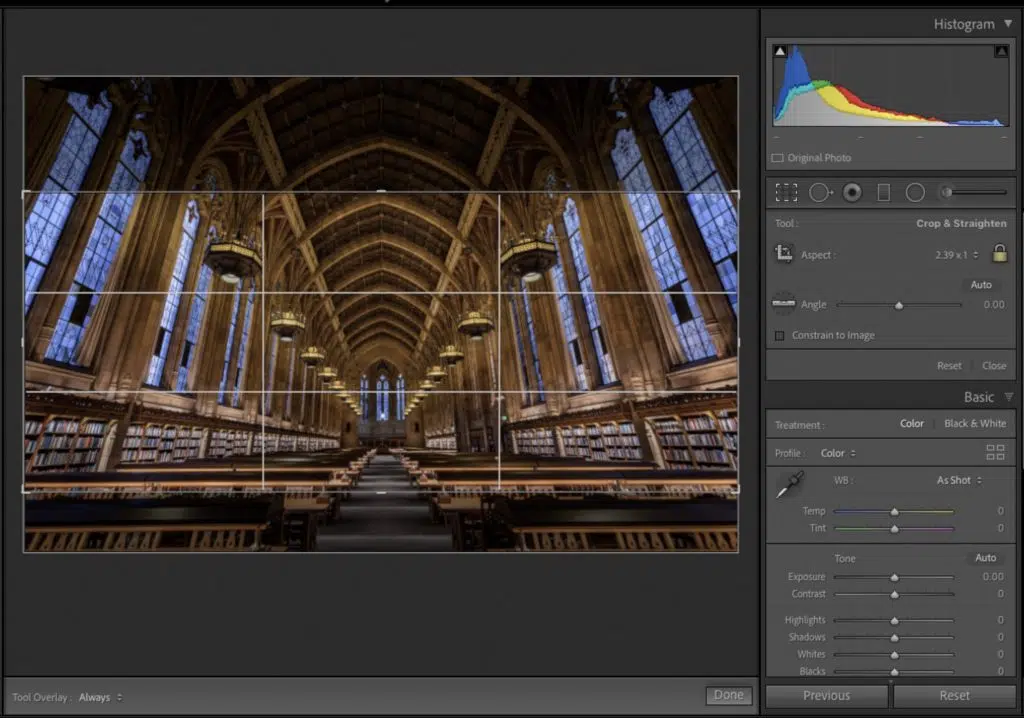 Histogram
Original Photo
Tool : Crop & Straighten
Aspect : 2.39 x 1
Auto
Angle 0.00
Constrain to Image
Reset Close
Basic
Treatment : Color Black & White
Profile : Color
WB : As Shot
Temp 0
Tint 0
Tone Auto
Exposure 0.00
Contrast 0
Highlights 0
Shadows 0
Whites 0
Blacks 0
Tool Overlay : Always Done Previous Reset